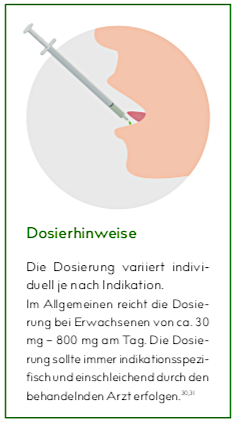 Dosierhinweise
Die Dosierung variiert indivi-
duell je nach Indikation.
Im Allgemeinen reicht die Dosie-
rung bei Erwachsenen von ca. 30
mg – 800 mg am Tag. Die Dosie-
rung sollte immer indikationsspezi-
fisch und einschleichend durch den
behandelnden Arzt erfolgen.30,31